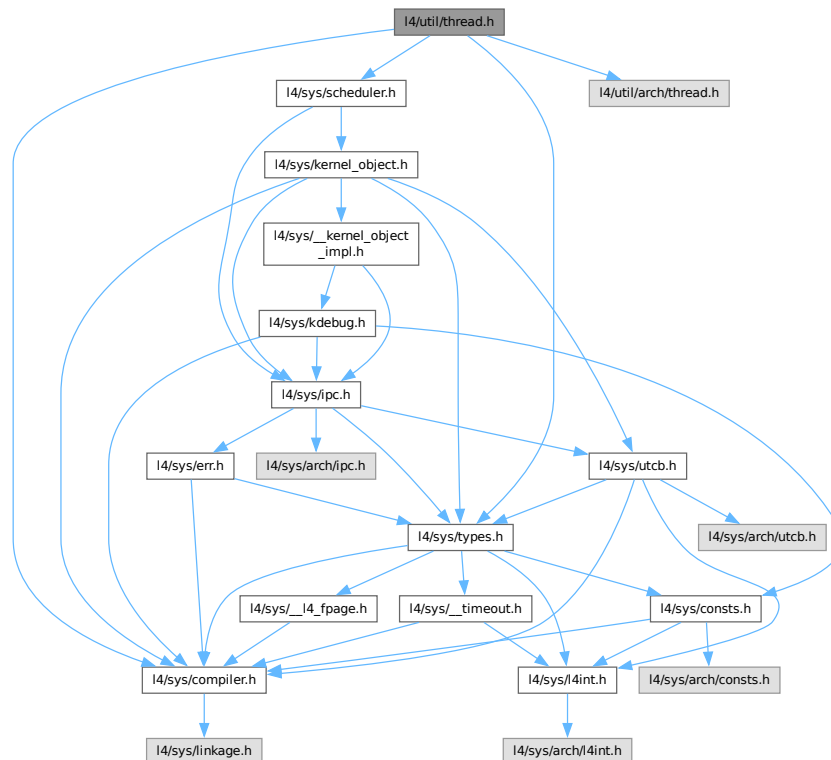 l4/util/thread.h
l4/sys/scheduler.h
l4/util/arch/thread.h
l4/sys/kernel_object.h
l4/sys/__kernel_object
_impl.h
l4/sys/kdebug.h
l4/sys/ipc.h
l4/sys/err.h
l4/sys/arch/ipc.h
l4/sys/utcb.h
l4/sys/types.h
l4/sys/arch/utcb.h
l4/sys/__l4_fpage.h
l4/sys/__timeout.h
l4/sys/consts.h
l4/sys/compiler.h
l4/sys/l4int.h
l4/sys/arch/consts.h
l4/sys/linkage.h
l4/sys/arch/l4int.h